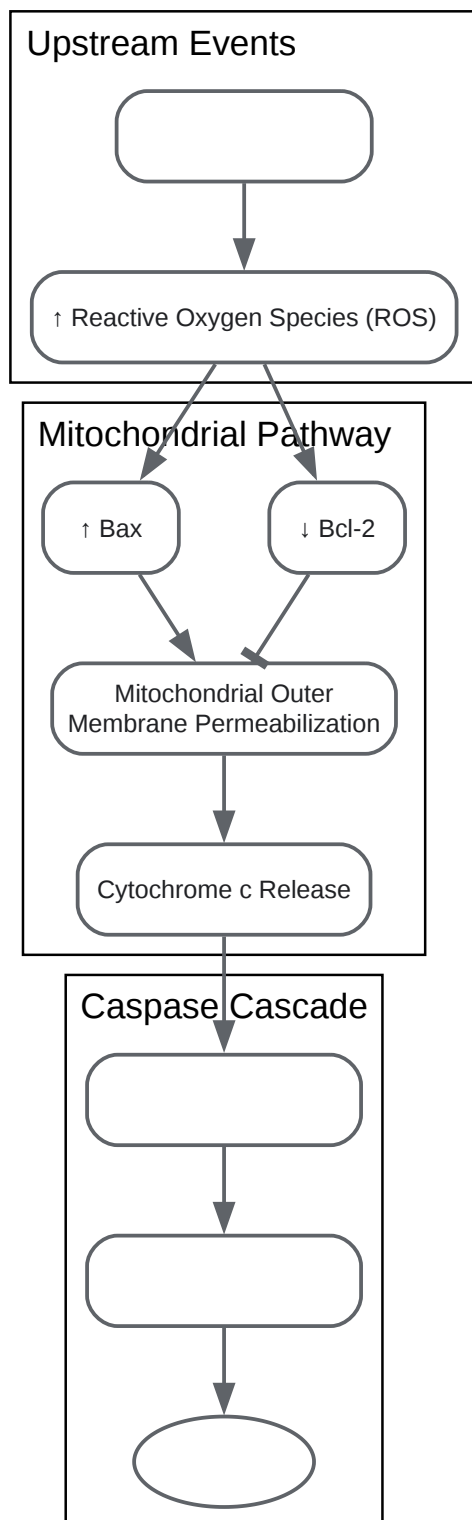 Upstream Events
↑ Reactive Oxygen Species (ROS)
Mitochondrial Pathway
↑ Bax
↓ Bcl-2
Mitochondrial Outer
Membrane Permeabilization
Cytochrome c Release
Caspase Cascade